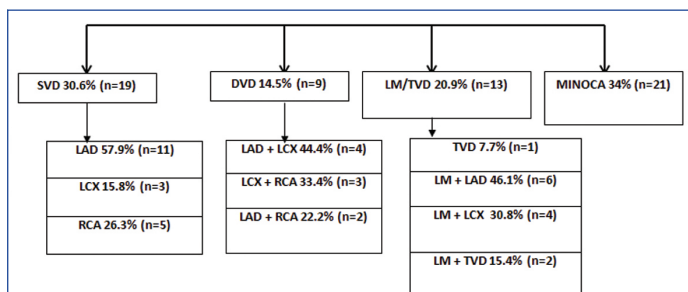 SVD 30.6% (n=19)
DVD 14.5% (n=9)
LM/TVD 20.9% (n=13)
MINOCA 34% (n=21)
LAD 57.9% (n=11)
LCX 15.8% (n=3)
RCA 26.3% (n=5)
LAD + LCX 44.4% (n=4)
LCX + RCA 33.4% (n=3)
LAD + RCA 22.2% (n=2)
TVD 7.7% (n=1)
LM + LAD 46.1% (n=6)
LM + LCX 30.8% (n=4)
LM + TVD 15.4% (n=2)